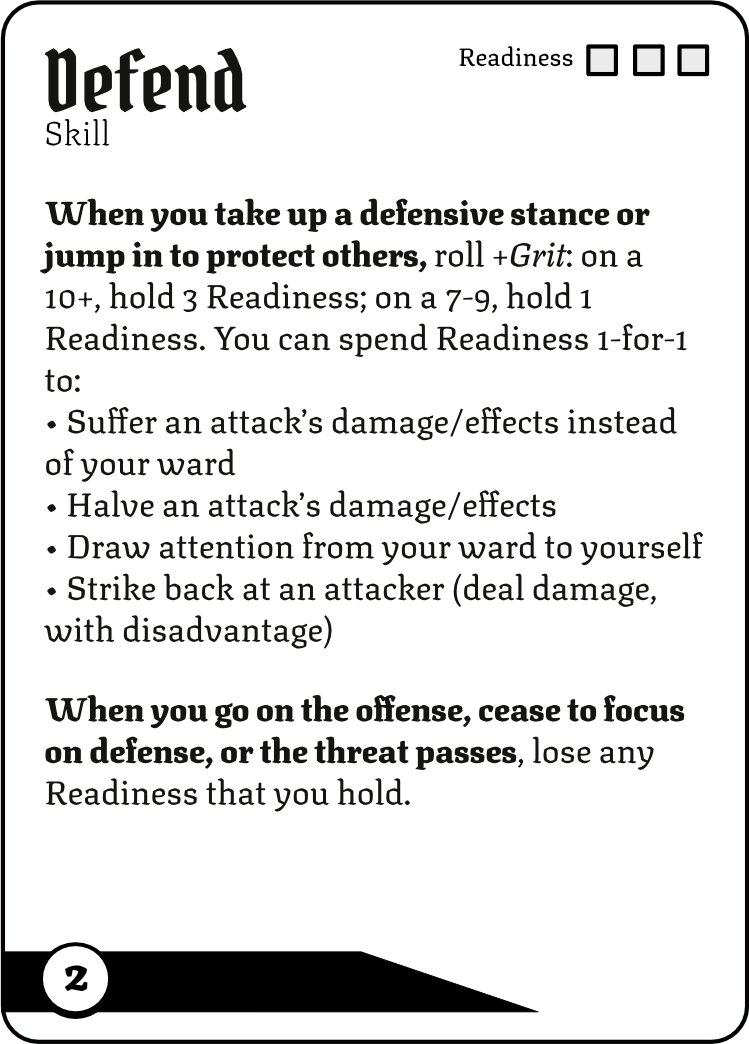 Defend
Readiness
Skill
When you take up a defensive stance or
jump in to protect others, roll +Grit: on a
10+, hold 3 Readiness; on a 7-9, hold 1
Readiness. You can spend Readiness 1-for-1
to:
• Suffer an attack’s damage/effects instead
of your ward
• Halve an attack’s damage/effects
• Draw attention from your ward to yourself
• Strike back at an attacker (deal damage,
with disadvantage)
When you go on the offense, cease to focus
on defense, or the threat passes, lose any
Readiness that you hold.
2